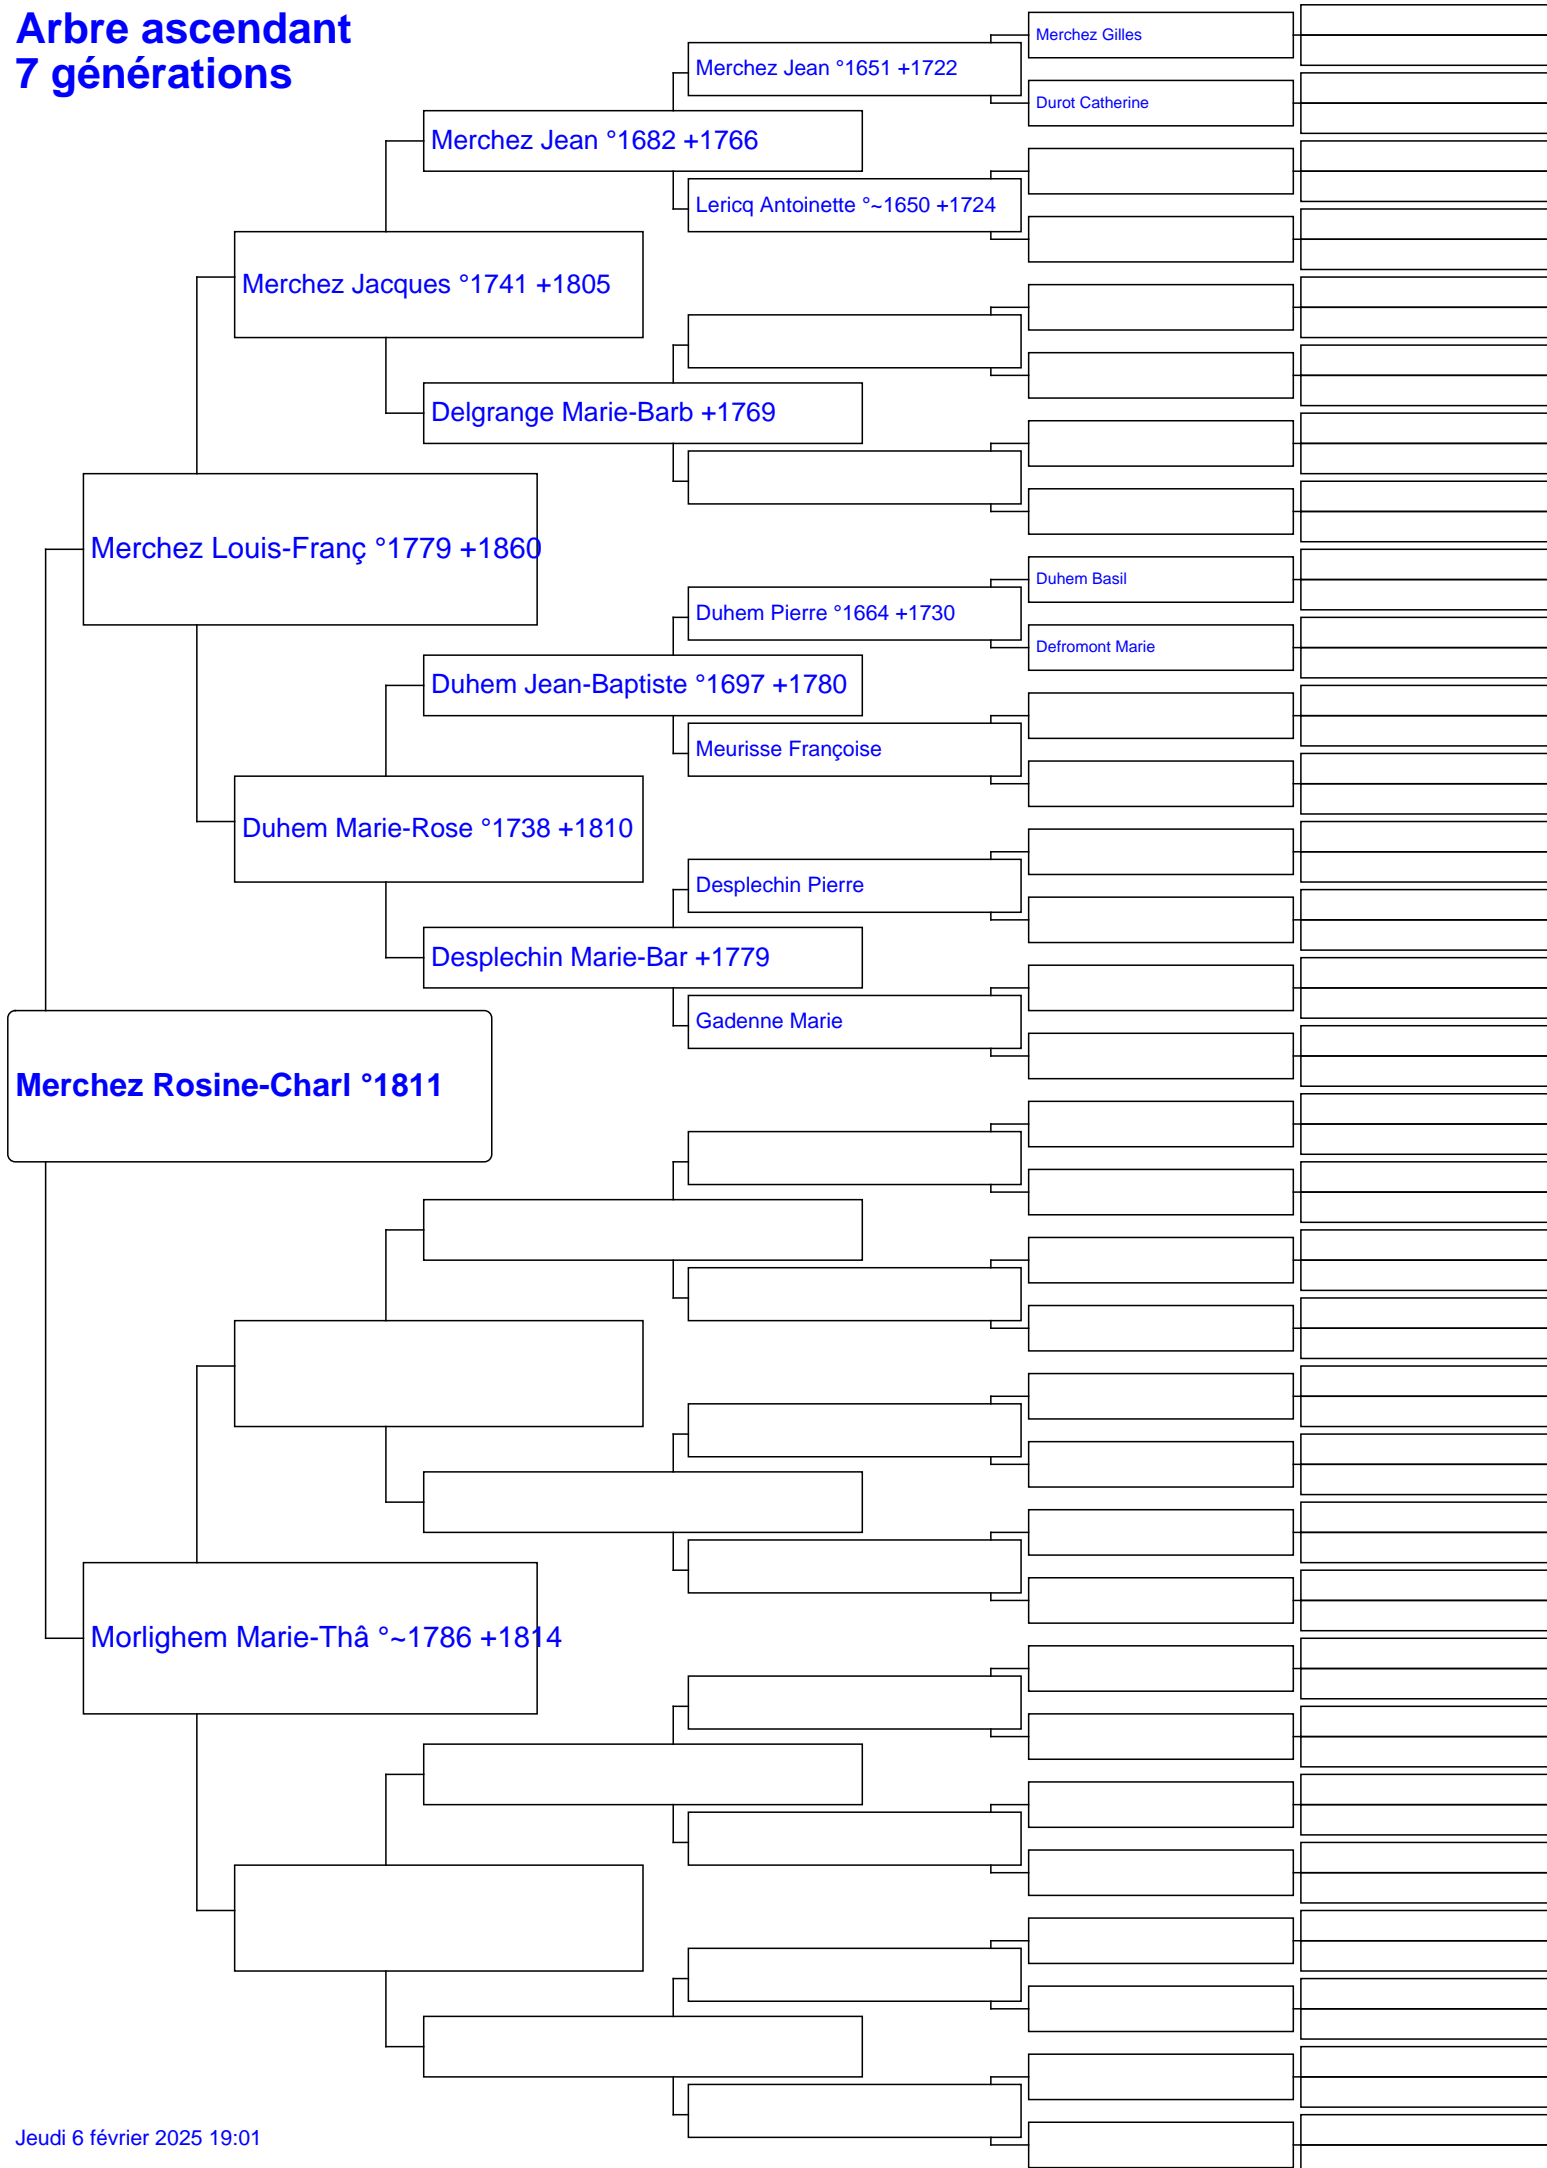 Arbre ascendant
7 générations
Merchez Gilles
Merchez Jean °1651 +1722
Durot Catherine
Merchez Jean °1682 +1766
Lericq Antoinette °~1650 +1724
Merchez Jacques °1741 +1805
Delgrange Marie-Barb +1769
Merchez Louis-Franç °1779 +1860
Duhem Basil
Duhem Pierre °1664 +1730
Defromont Marie
Duhem Jean-Baptiste °1697 +1780
Meurisse Françoise
Duhem Marie-Rose °1738 +1810
Desplechin Pierre
Desplechin Marie-Bar +1779
Gadenne Marie
Merchez Rosine-Charl °1811
Morlighem Marie-Thâ °~1786 +1814
Jeudi 6 février 2025 19:01